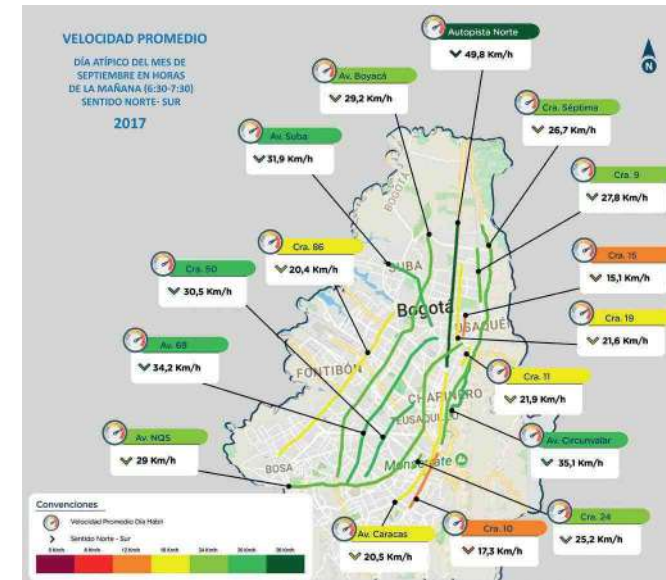 VELOCIDAD PROMEDIO
DÍA ATÍPICO DEL MES DE
SEPTIEMBRE EN HORAS
DE LA MAÑANA (6:30-7:30)
SENTIDO NORTE- SUR
2017
Autopista Norte
49,8 Km/h
N
Av. Boyacá
29,2 Km/h
Cra. Séptima
26,7 Km/h
Av. Suba
31,9 Km/h
Cra. 9
27,8 Km/h
Cra. 86
20,4 Km/h
Cra. 50
30,5 Km/h
Cra. 15
15,1 Km/h
Cra. 19
21,6 Km/h
Av. 68
34,2 Km/h
Cra. 11
21,9 Km/h
Av. Circunvalar
35,1 Km/h
Av. NQS
29 Km/h
Cra. 24
25,2 Km/h
Av. Caracas
20,5 Km/h
Cra. 10
17,3 Km/h
BOGOTÁ
SUBA
Bogotá
USAQUÉN
FONTIBÓN
CHAPINERO
TEUSAQUILLO
BOSA
Monserrate
Convenciones
Velocidad Promedio Día Hábil
Sentido Norte - Sur